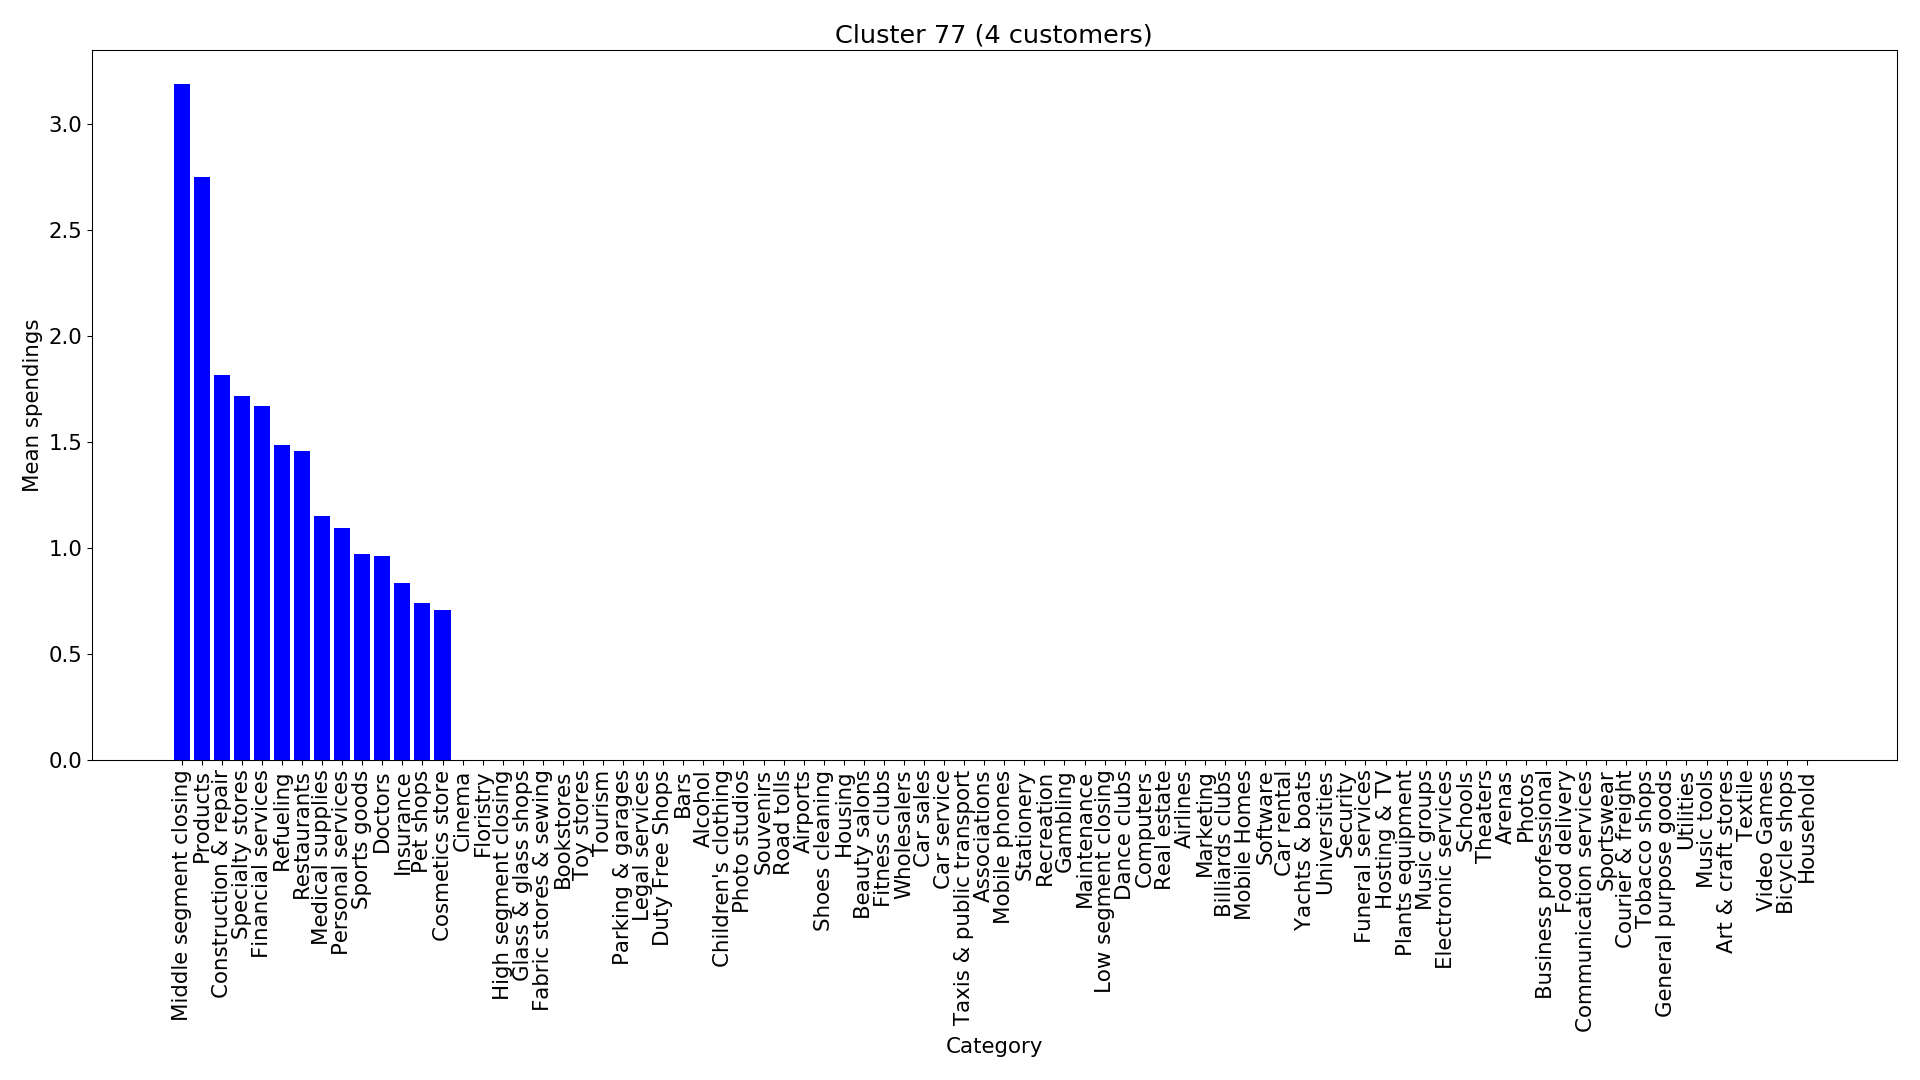 Cluster 77 (4 customers)
Mean spendings
3.0
2.5
2.0
1.5
1.0
0.5
0.0
Middle segment closing
Products
Construction & repair
Specialty stores
Financial services
Refueling
Restaurants
Medical supplies
Personal services
Sports goods
Doctors
Insurance
Pet shops
Cosmetics store
Cinema
Floristry
High segment closing
Glass & glass shops
Fabric stores & sewing
Bookstores
Toy stores
Tourism
Parking & garages
Legal services
Duty Free Shops
Bars
Alcohol
Children's clothing
Photo studios
Souvenirs
Road tolls
Airports
Shoes cleaning
Housing
Beauty salons
Fitness clubs
Wholesalers
Car sales
Car service
Taxis & public transport
Associations
Mobile phones
Stationery
Recreation
Gambling
Maintenance
Low segment closing
Dance clubs
Computers
Real estate
Airlines
Marketing
Billiards clubs
Mobile Homes
Software
Car rental
Yachts & boats
Universities
Security
Funeral services
Hosting & TV
Plants equipment
Music groups
Electronic services
Schools
Theaters
Arenas
Photos
Business professional
Food delivery
Communication services
Sportswear
Courier & freight
Tobacco shops
General purpose goods
Utilities
Music tools
Art & craft stores
Textile
Video Games
Bicycle shops
Household
Category